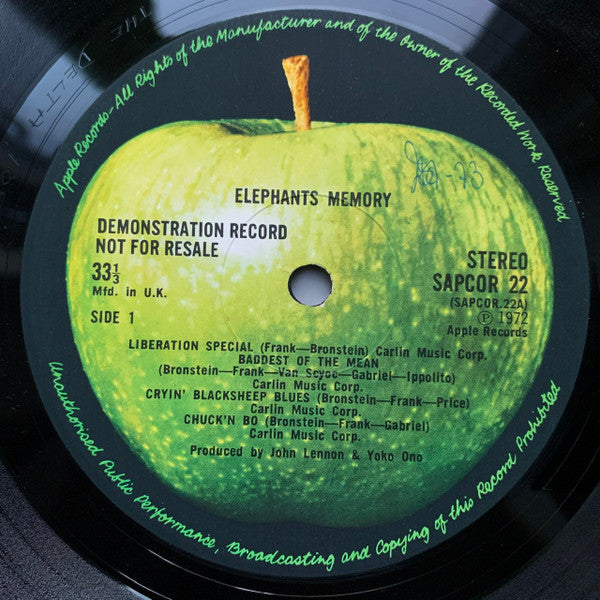 Apple Records-All Rights of the Manufacturer and of the Owner of the Recorded Work Reserved
ELEPHANTS MEMORY
DEMONSTRATION RECORD
NOT FOR RESALE
33⅓
Mfd. in U.K.
SIDE 1
STEREO
SAPCOR 22
(SAPCOR.22A)
Ⓟ 1972
Apple Records
LIBERATION SPECIAL (Frank—Bronstein) Carlin Music Corp.
BADDEST OF THE MEAN
(Bronstein—Frank—Van Scyoc—Gabriel—Ippolito)
Carlin Music Corp.
CRYIN' BLACKSHEEP BLUES (Bronstein—Frank—Price)
Carlin Music Corp.
CHUCK'N BO (Bronstein—Frank—Gabriel)
Carlin Music Corp.
Produced by John Lennon & Yoko Ono
Unauthorised Public Performance, Broadcasting and Copying of this Record Prohibited
THE DELTA